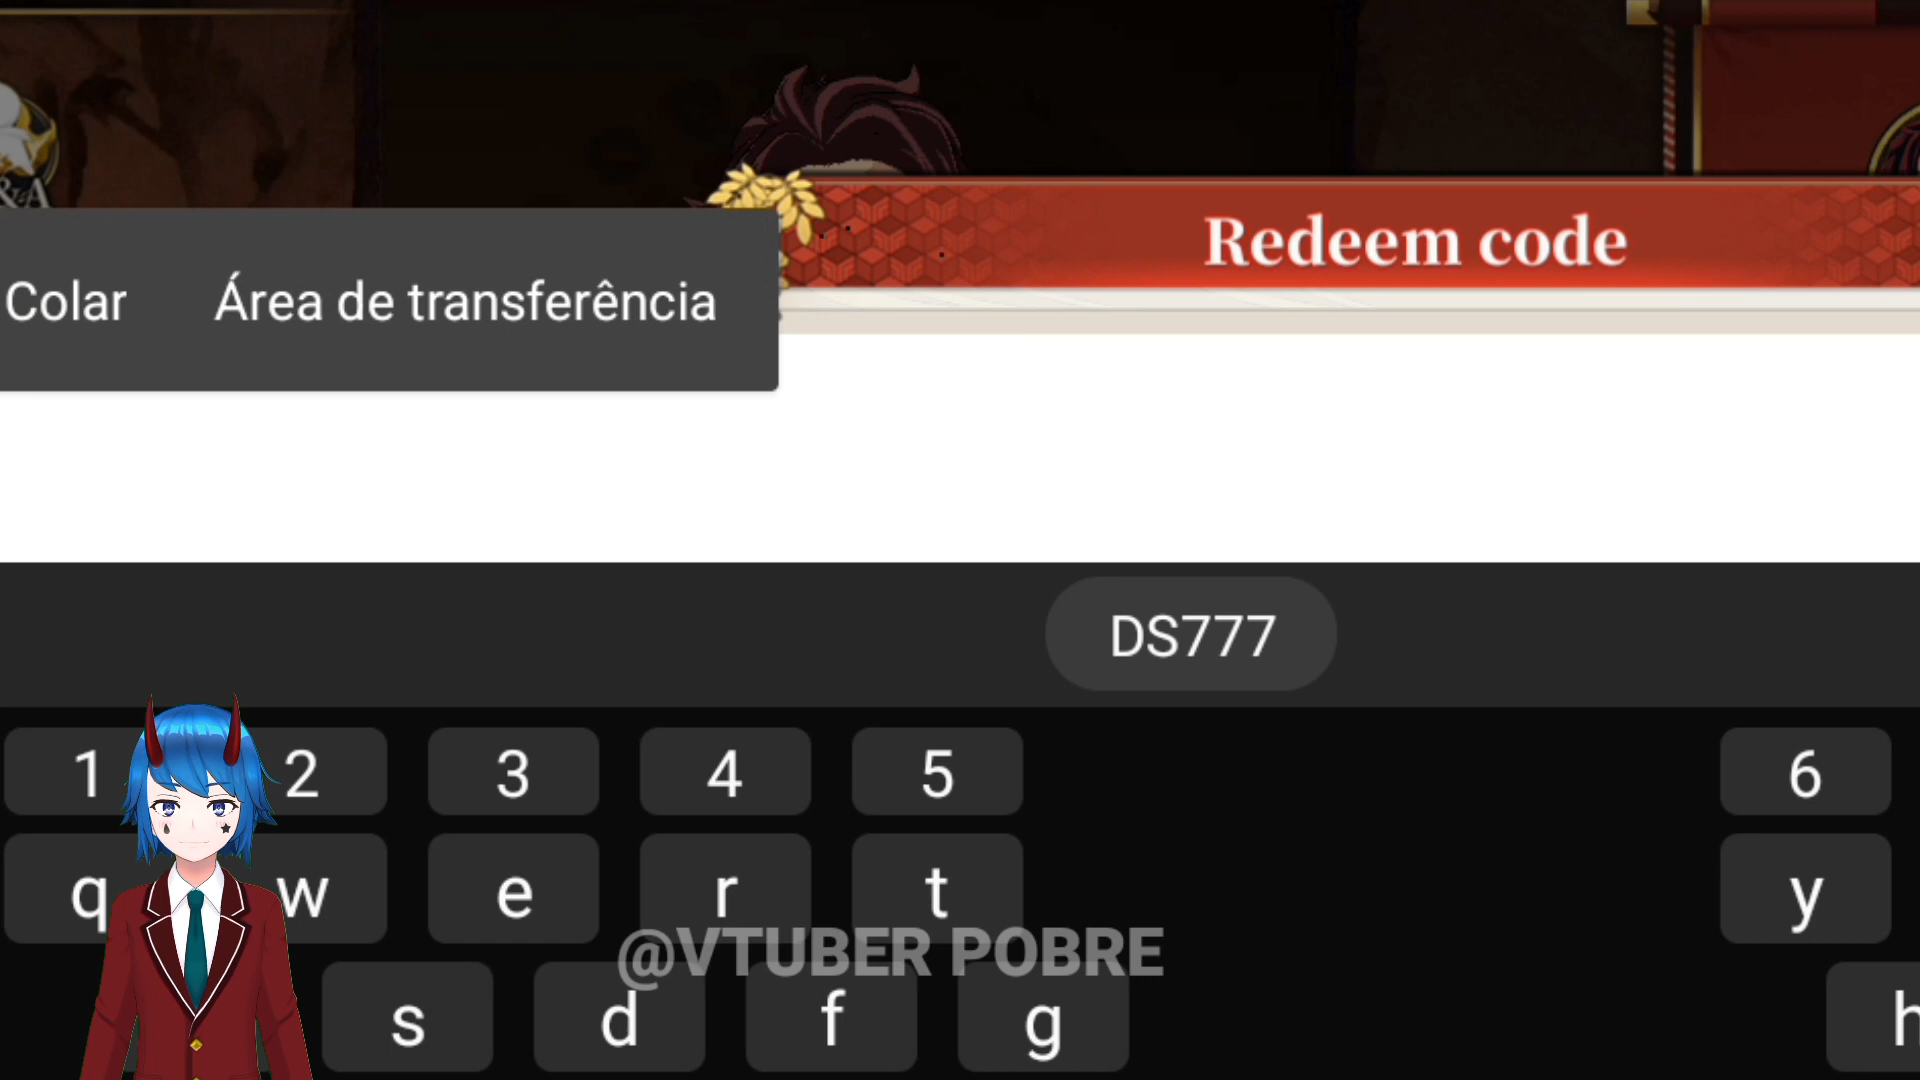 &A
Redeem code
Colar Área de transferência
DS777
1 2 3 4 5 6
q w e r t y
@VTUBER POBRE
s d f g h